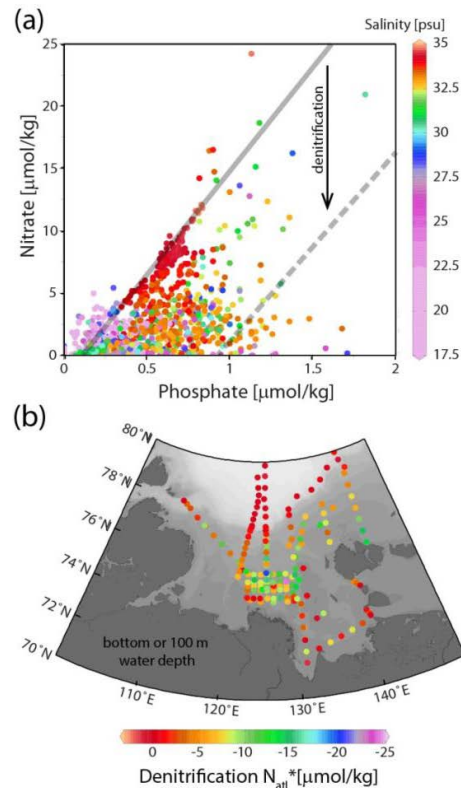 (a)
Salinity [psu]
25
20
15
10
5
0
Nitrate [µmol/kg]
denitrification
0
0.5
1
1.5
2
Phosphate [µmol/kg]
35
32.5
30
27.5
25
22.5
20
17.5
(b)
80°N
78°N
76°N
74°N
72°N
70°N
bottom or 100 m
water depth
110°E
120°E
130°E
140°E
0
-5
-10
-15
-20
-25
Denitrification N_atl*[µmol/kg]